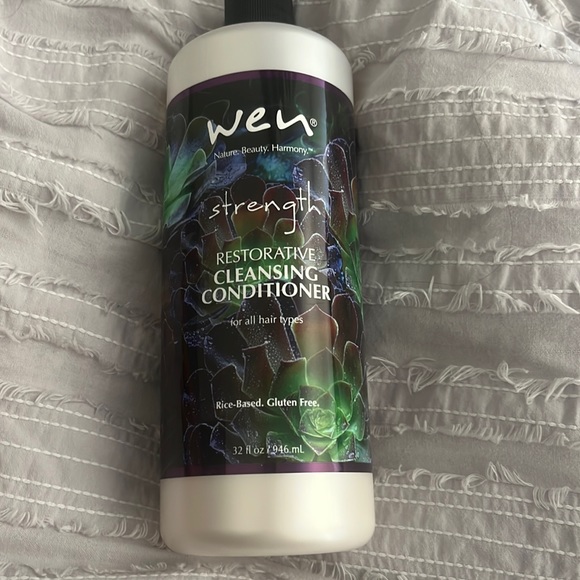 wen®
Nature. Beauty. Harmony.™
strength
RESTORATIVE
CLEANSING
CONDITIONER
for all hair types
Rice-Based. Gluten Free.
32 fl oz / 946 mL